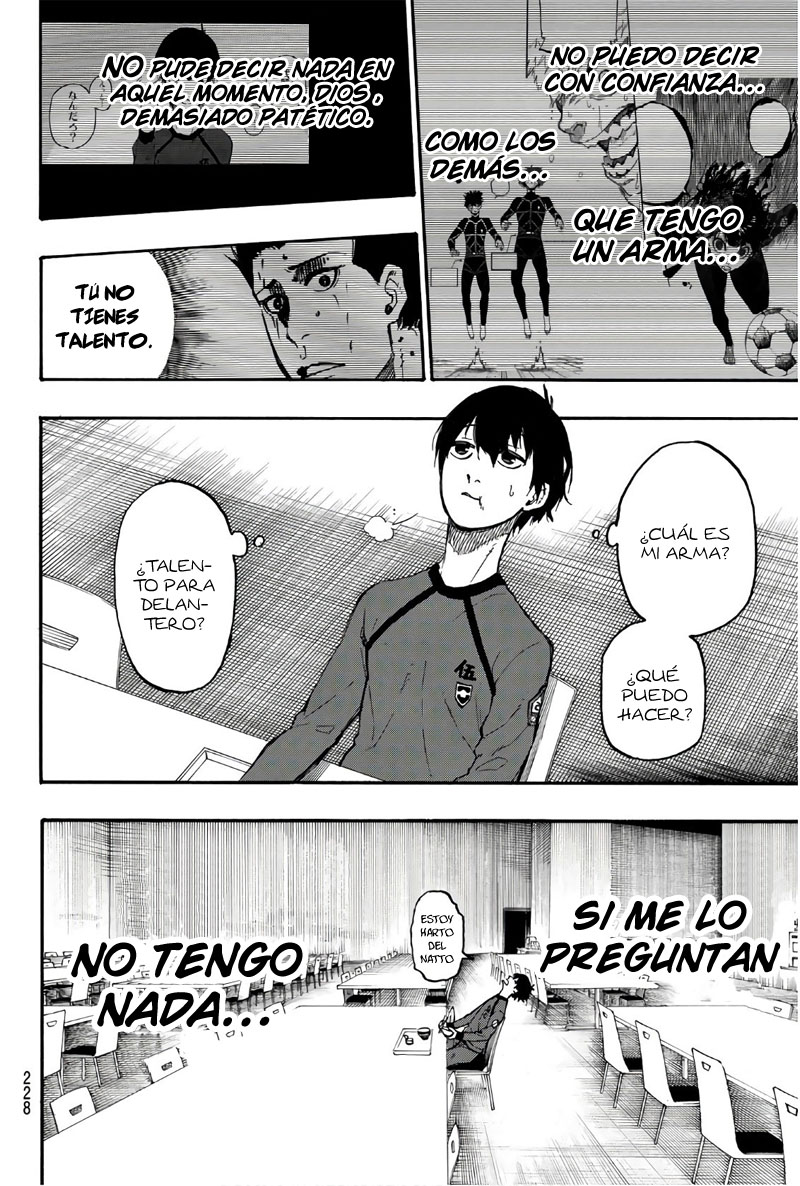 NO PUEDO DECIR
CON CONFIANZA...
COMO LOS
DEMÁS...
QUE TENGO
UN ARMA...
NO PUDE DECIR NADA EN
AQUEL MOMENTO, DIOS,
DEMASIADO PATÉTICO.
なんだろ?
TÚ NO
TIENES
TALENTO.
¿CUÁL ES
MI ARMA?
¿QUÉ
PUEDO
HACER?
¿TALEN-
TO PARA
DELAN-
TERO?
伍
SI ME LO
PREGUNTAN
ESTOY
HARTO
DEL
NATTO
NO TENGO
NADA...
228